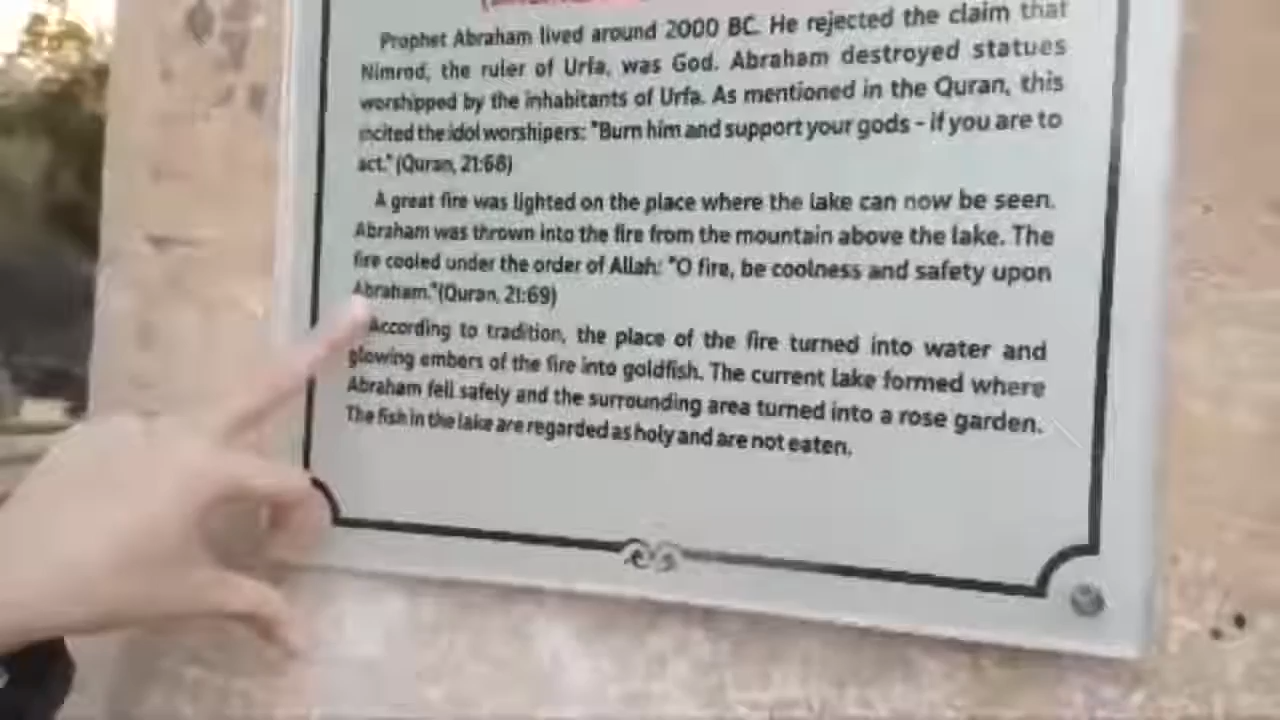 Prophet Abraham lived around 2000 BC. He rejected the claim that
Nimrod, the ruler of Urfa, was God. Abraham destroyed statues
worshipped by the inhabitants of Urfa. As mentioned in the Quran, this
incited the idol worshipers: "Burn him and support your gods - if you are to
act." (Quran, 21:68)
A great fire was lighted on the place where the lake can now be seen.
Abraham was thrown into the fire from the mountain above the lake. The
fire cooled under the order of Allah: "O fire, be coolness and safety upon
Abraham."(Quran, 21:69)
According to tradition, the place of the fire turned into water and
glowing embers of the fire into goldfish. The current lake formed where
Abraham fell safely and the surrounding area turned into a rose garden.
The fish in the lake are regarded as holy and are not eaten.